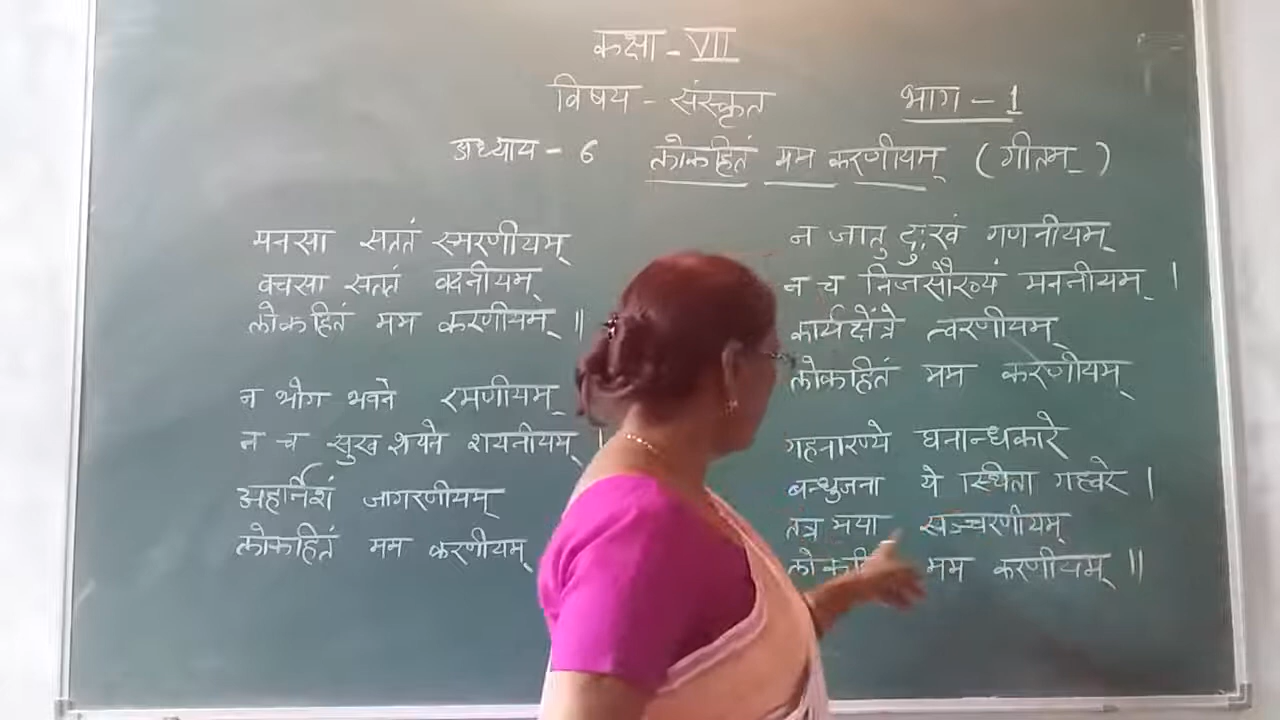 कक्षा - VII
विषय - संस्कृत
भाग - 1
अध्याय - 6 लोकहितं मम करणीयम् (गीतम्)
मनसा सततं स्मरणीयम्
वचसा सततं वदनीयम्
लोकहितं मम करणीयम् ॥
न भोग भवने रमणीयम्
न च सुख शयने शयनीयम् ।
अहर्निशं जागरणीयम्
लोकहितं मम करणीयम्
न जातु दुःखं गणनीयम्
न च निजसौख्यं मननीयम् ।
कार्यक्षेत्रे त्वरणीयम्
लोकहितं मम करणीयम्
गहनारण्ये घनान्धकारे
बन्धुजना ये स्थिता गह्वरे ।
तत्र मया सञ्चरणीयम्
लोकहितं मम करणीयम् ॥